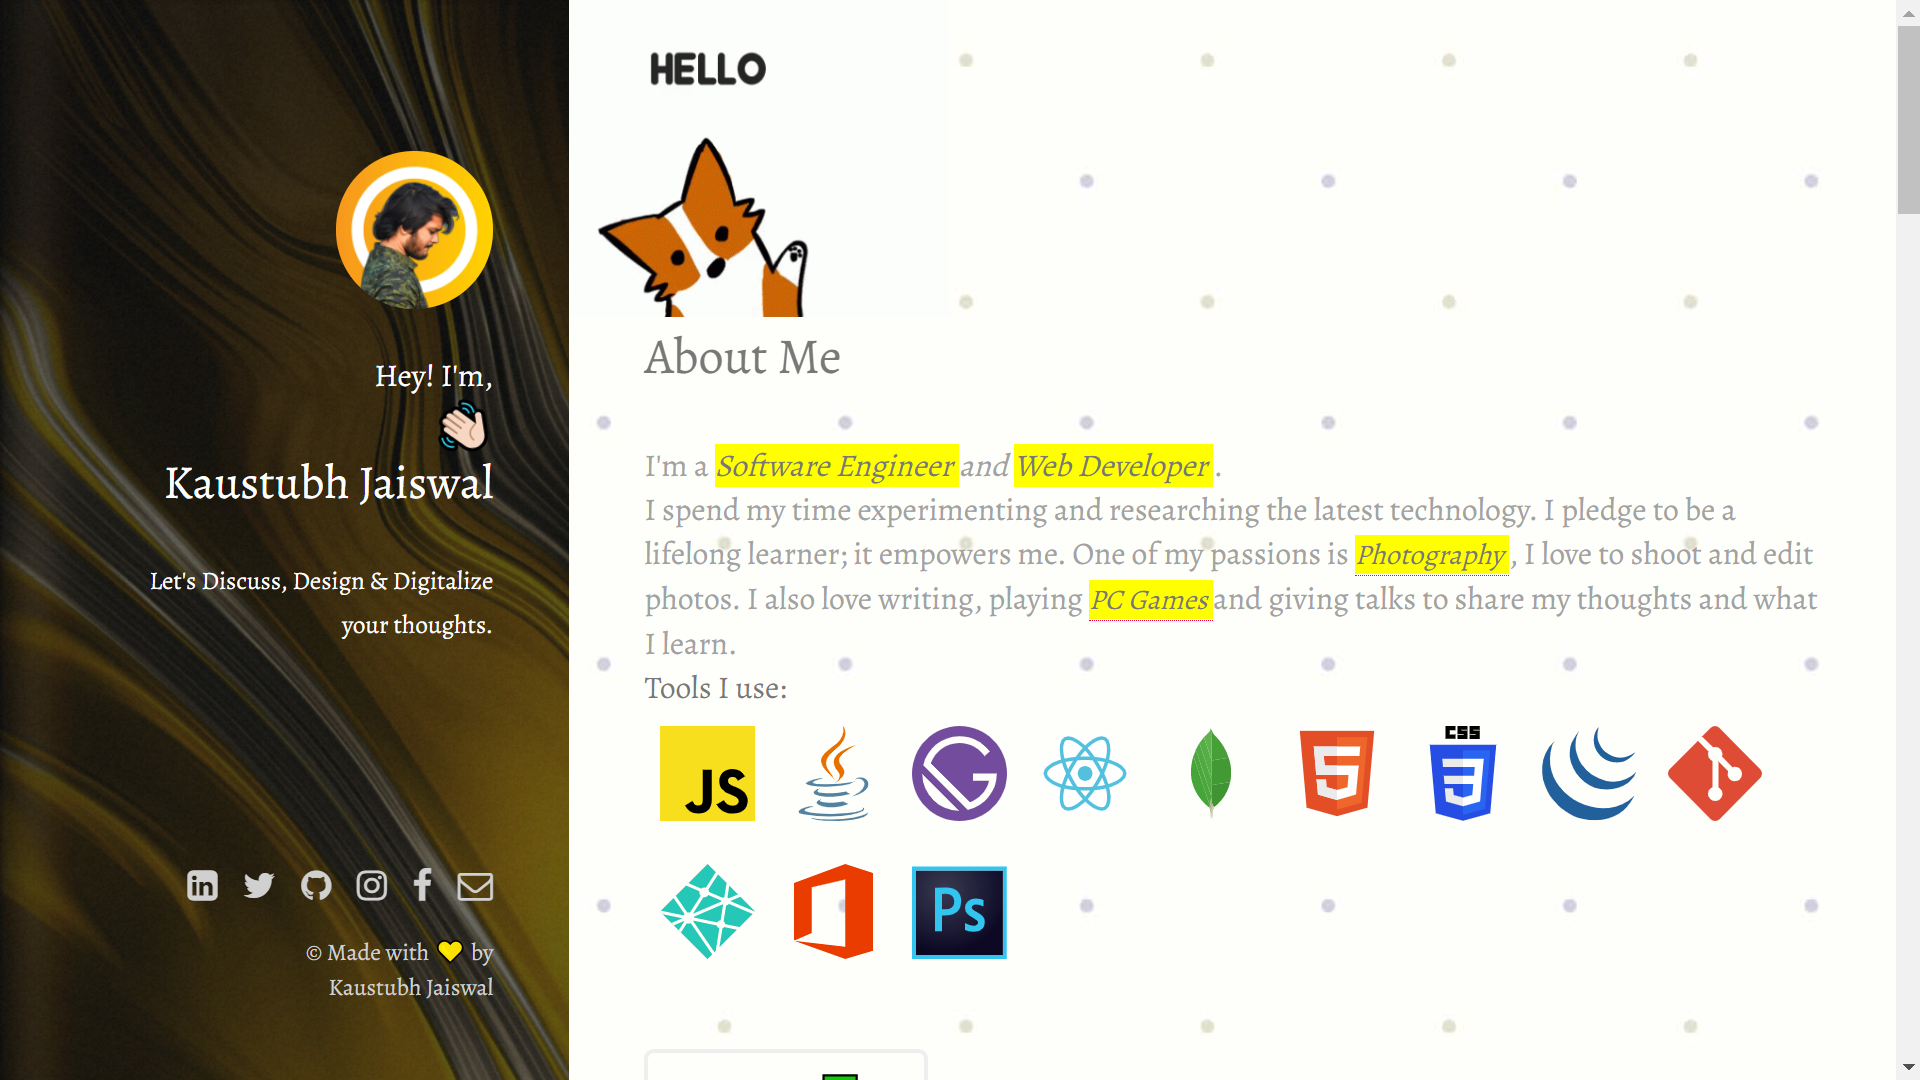 Hey! I'm,
Kaustubh Jaiswal
Let's Discuss, Design & Digitalize
your thoughts.
© Made with 💛 by
Kaustubh Jaiswal
HELLO
About Me
I'm a Software Engineer and Web Developer .
I spend my time experimenting and researching the latest technology. I pledge to be a
lifelong learner; it empowers me. One of my passions is Photography , I love to shoot and edit
photos. I also love writing, playing PC Games and giving talks to share my thoughts and what
I learn.
Tools I use:
JS
CSS
Ps